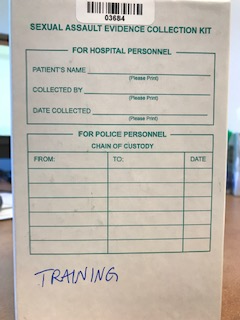 03684
SEXUAL ASSAULT EVIDENCE COLLECTION KIT
FOR HOSPITAL PERSONNEL
PATIENT'S NAME
(Please Print)
COLLECTED BY
(Please Print)
DATE COLLECTED
(Please Print)
FOR POLICE PERSONNEL
CHAIN OF CUSTODY
FROM: TO: DATE
TRAINING